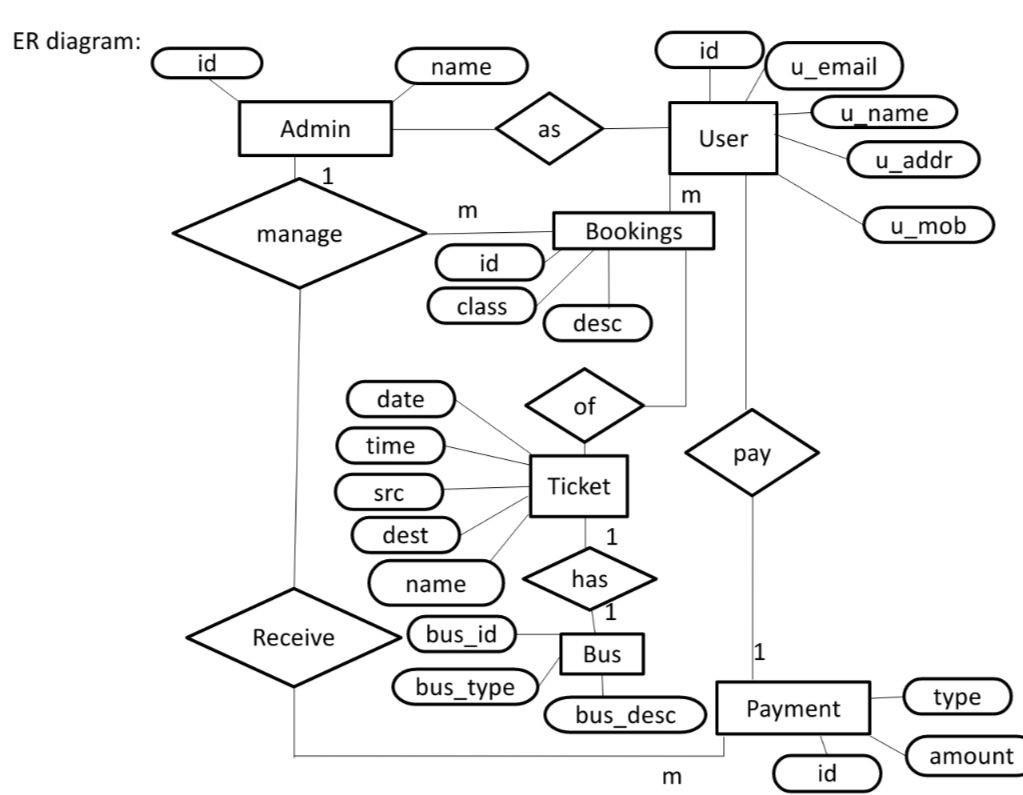 ER diagram:
id
name
id
u_email
u_name
Admin
as
User
u_addr
1
m
m
u_mob
manage
Bookings
id
class
desc
date
of
time
pay
src
Ticket
dest
1
name
has
1
Receive
bus_id
Bus
1
bus_type
type
bus_desc
Payment
amount
m
id